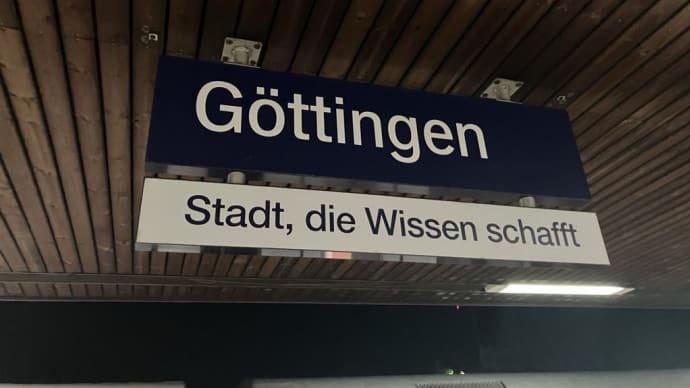 Göttingen
Stadt, die Wissen schafft